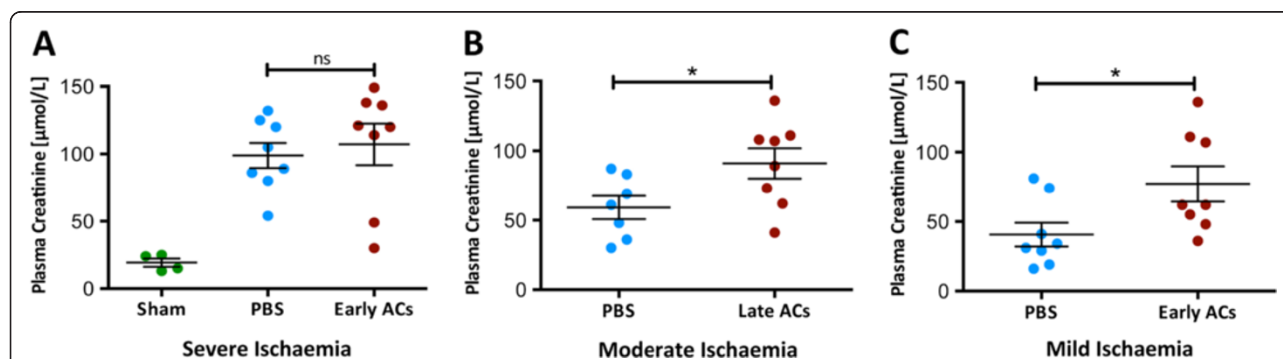 A
ns
Plasma Creatinine [µmol/L]
150
100
50
0
Sham PBS Early ACs
Severe Ischaemia
B
*
Plasma Creatinine [µmol/L]
150
100
50
0
PBS Late ACs
Moderate Ischaemia
C
*
Plasma Creatinine [µmol/L]
150
100
50
0
PBS Early ACs
Mild Ischaemia